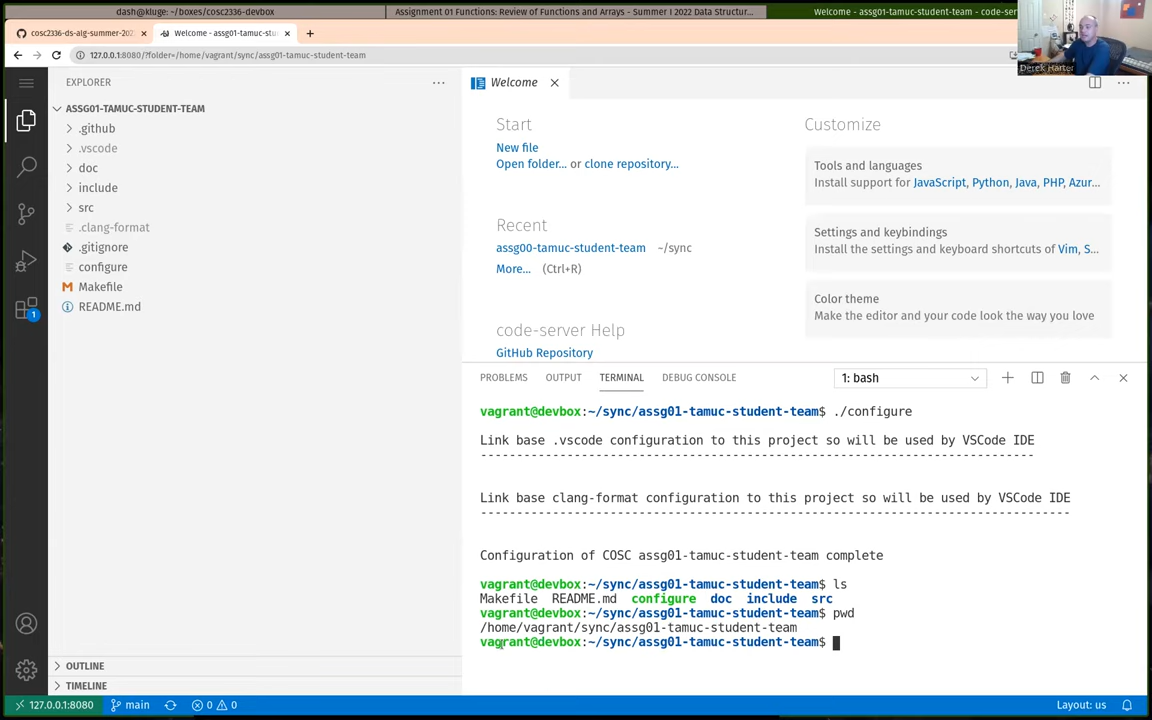 dash@kluge: ~/boxes/cosc2336-devbox
Assignment 01 Functions: Review of Functions and Arrays - Summer I 2022 Data Structur...
Welcome - assg01-tamuc-student-team - code-ser
cosc2336-ds-alg-summer-202
Welcome - assg01-tamuc-stu
127.0.0.1:8080/?folder=/home/vagrant/sync/assg01-tamuc-student-team
Derek Harter
EXPLORER
ASSG01-TAMUC-STUDENT-TEAM
.github
.vscode
doc
include
src
.clang-format
.gitignore
configure
Makefile
README.md
1
OUTLINE
TIMELINE
Welcome
Start
New file
Open folder... or clone repository...
Recent
assg00-tamuc-student-team ~/sync
More... (Ctrl+R)
code-server Help
GitHub Repository
Customize
Tools and languages
Install support for JavaScript, Python, Java, PHP, Azur...
Settings and keybindings
Install the settings and keyboard shortcuts of Vim, S...
Color theme
Make the editor and your code look the way you love
PROBLEMS OUTPUT TERMINAL DEBUG CONSOLE
1: bash
vagrant@devbox:~/sync/assg01-tamuc-student-team$ ./configure
Link base .vscode configuration to this project so will be used by VSCode IDE
-----------------------------------------------------------------------------
Link base clang-format configuration to this project so will be used by VSCode IDE
----------------------------------------------------------------------------------
Configuration of COSC assg01-tamuc-student-team complete
vagrant@devbox:~/sync/assg01-tamuc-student-team$ ls
Makefile README.md configure doc include src
vagrant@devbox:~/sync/assg01-tamuc-student-team$ pwd
/home/vagrant/sync/assg01-tamuc-student-team
vagrant@devbox:~/sync/assg01-tamuc-student-team$
127.0.0.1:8080 main 0 0 Layout: us